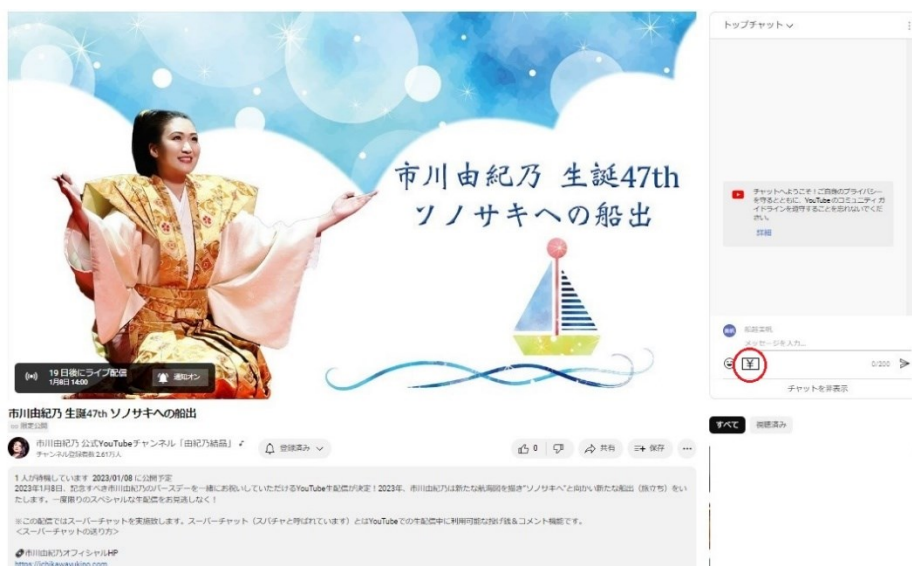 市川由紀乃 生誕47th
ソノサキへの船出
19 日後にライブ配信
1月8日 14:00
通知オン
市川由紀乃 生誕47th ソノサキへの船出
限定公開
市川由紀乃 公式YouTubeチャンネル「由紀乃結晶」
チャンネル登録者数 2.61万人
登録済み
0
共有
保存
1 人が待機しています 2023/01/08 に公開予定
2023年1月8日、記念すべき市川由紀乃のバースデーを一緒にお祝いしていただけるYouTube生配信が決定！2023年、市川由紀乃は新たな航海図を描き"ソノサキへ"と向かい新たな船出（旅立ち）をい
たします。一度限りのスペシャルな生配信をお見逃しなく！
※この配信ではスーパーチャットを実施致します。スーパーチャット（スパチャと呼ばれています）とはYouTubeでの生配信中に利用可能な投げ銭＆コメント機能です。
＜スーパーチャットの送り方＞
市川由紀乃オフィシャルHP
https://ichikawayukino.com
トップチャット
チャットへようこそ！ご自身のプライバシー
を守るとともに、YouTube のコミュニティ ガ
イドラインを遵守することを忘れないでくだ
さい。
詳細
メッセージを入力...
¥
0/200
チャットを非表示
すべて
視聴済み